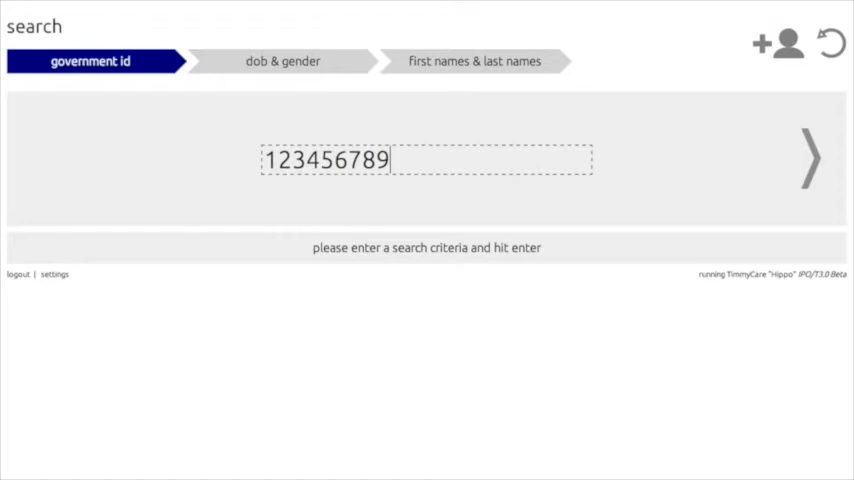 search
government id
dob & gender
first names & last names
123456789
please enter a search criteria and hit enter
logout | settings
running TimmyCare "Hippo" IPO/T3.0 Beta